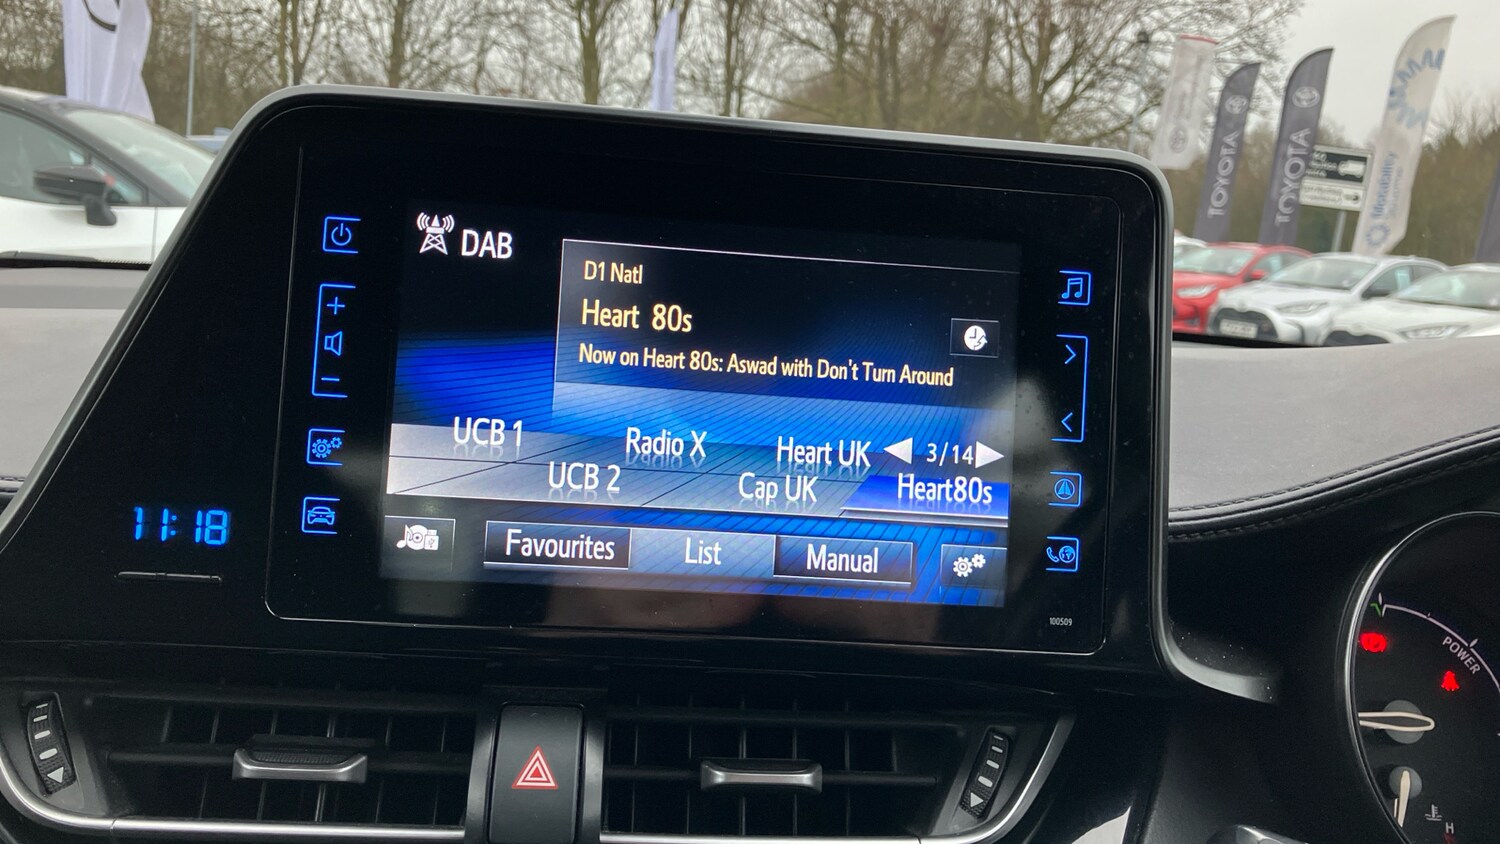 DAB
D1 Natl
Heart 80s
Now on Heart 80s: Aswad with Don't Turn Around
UCB 1
Radio X
Heart UK
3/14
UCB 2
Cap UK
Heart80s
Favourites
List
Manual
11:18
100509
TOYOTA
TOYOTA
POWER
H